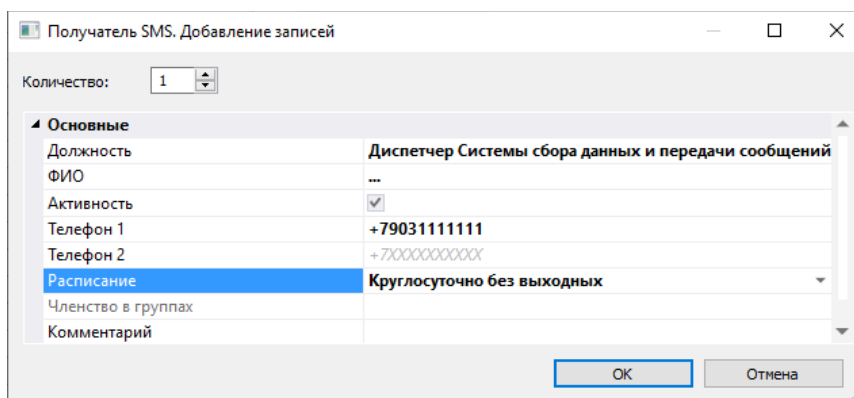 Получатель SMS. Добавление записей
Количество: 1
Основные
Должность Диспетчер Системы сбора данных и передачи сообщений
ФИО ...
Активность
Телефон 1 +79031111111
Телефон 2 +7XXXXXXXXXX
Расписание Круглосуточно без выходных
Членство в группах
Комментарий
OK Отмена